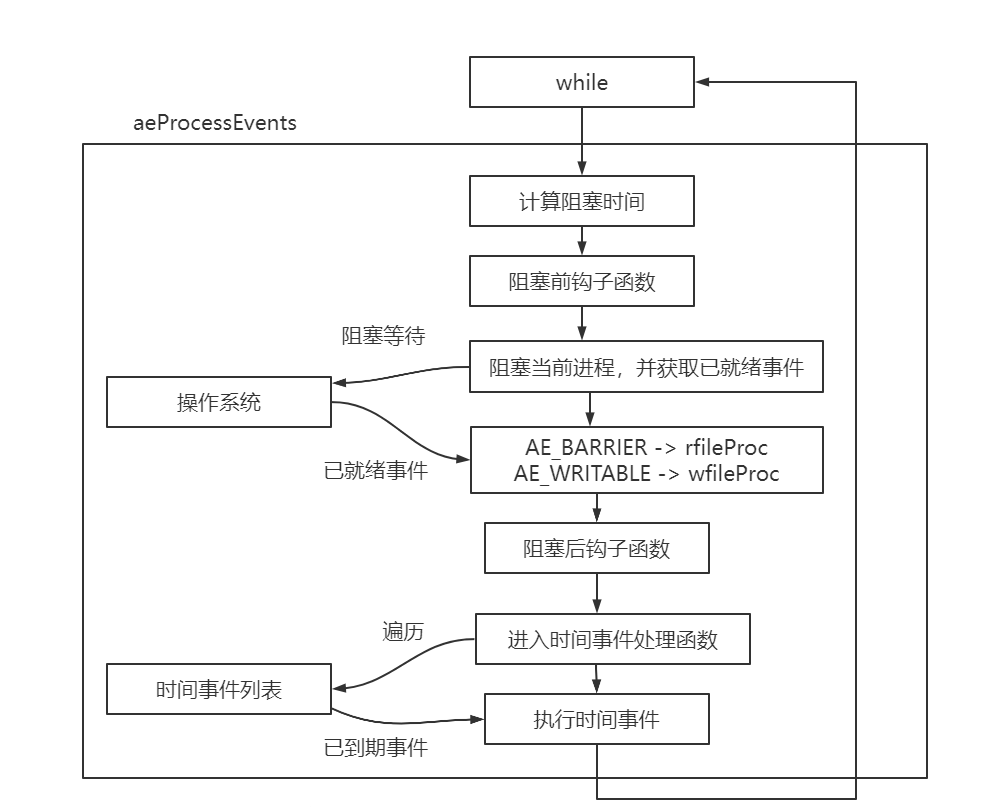 while
aeProcessEvents
计算阻塞时间
阻塞前钩子函数
阻塞等待
阻塞当前进程，并获取已就绪事件
操作系统
AE_BARRIER -> rfileProc
AE_WRITABLE -> wfileProc
已就绪事件
阻塞后钩子函数
遍历
进入时间事件处理函数
时间事件列表
执行时间事件
已到期事件